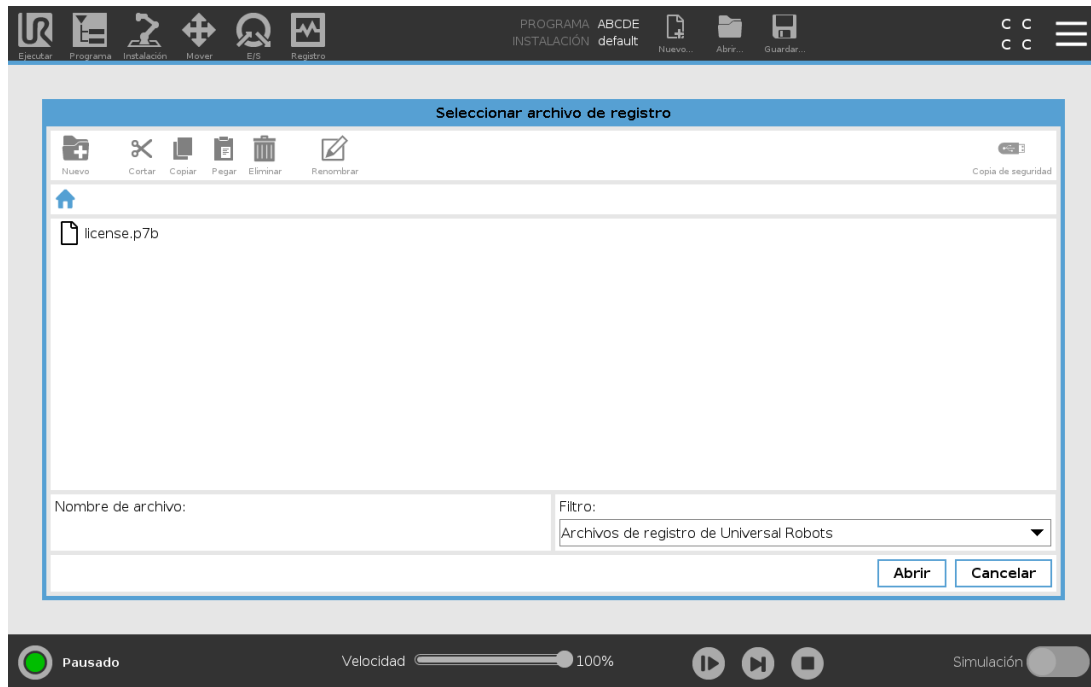 PROGRAMA ABCDE
INSTALACIÓN default
Ejecutar Programa Instalación Mover E/S Registro Nuevo... Abrir... Guardar...
C C
C C
Seleccionar archivo de registro
Nuevo Cortar Copiar Pegar Eliminar Renombrar Copia de seguridad
license.p7b
Nombre de archivo: Filtro:
Archivos de registro de Universal Robots
Abrir Cancelar
Pausado Velocidad 100% Simulación